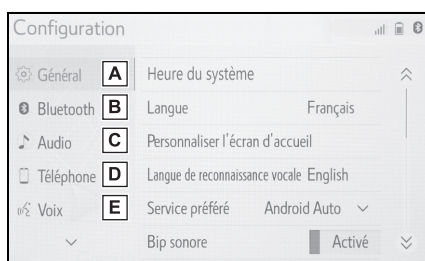 Configuration
Général A Heure du système
Bluetooth B Langue Français
Audio C Personnaliser l'écran d'accueil
Téléphone D Langue de reconnaissance vocale English
Voix E Service préféré Android Auto
Bip sonore Activé